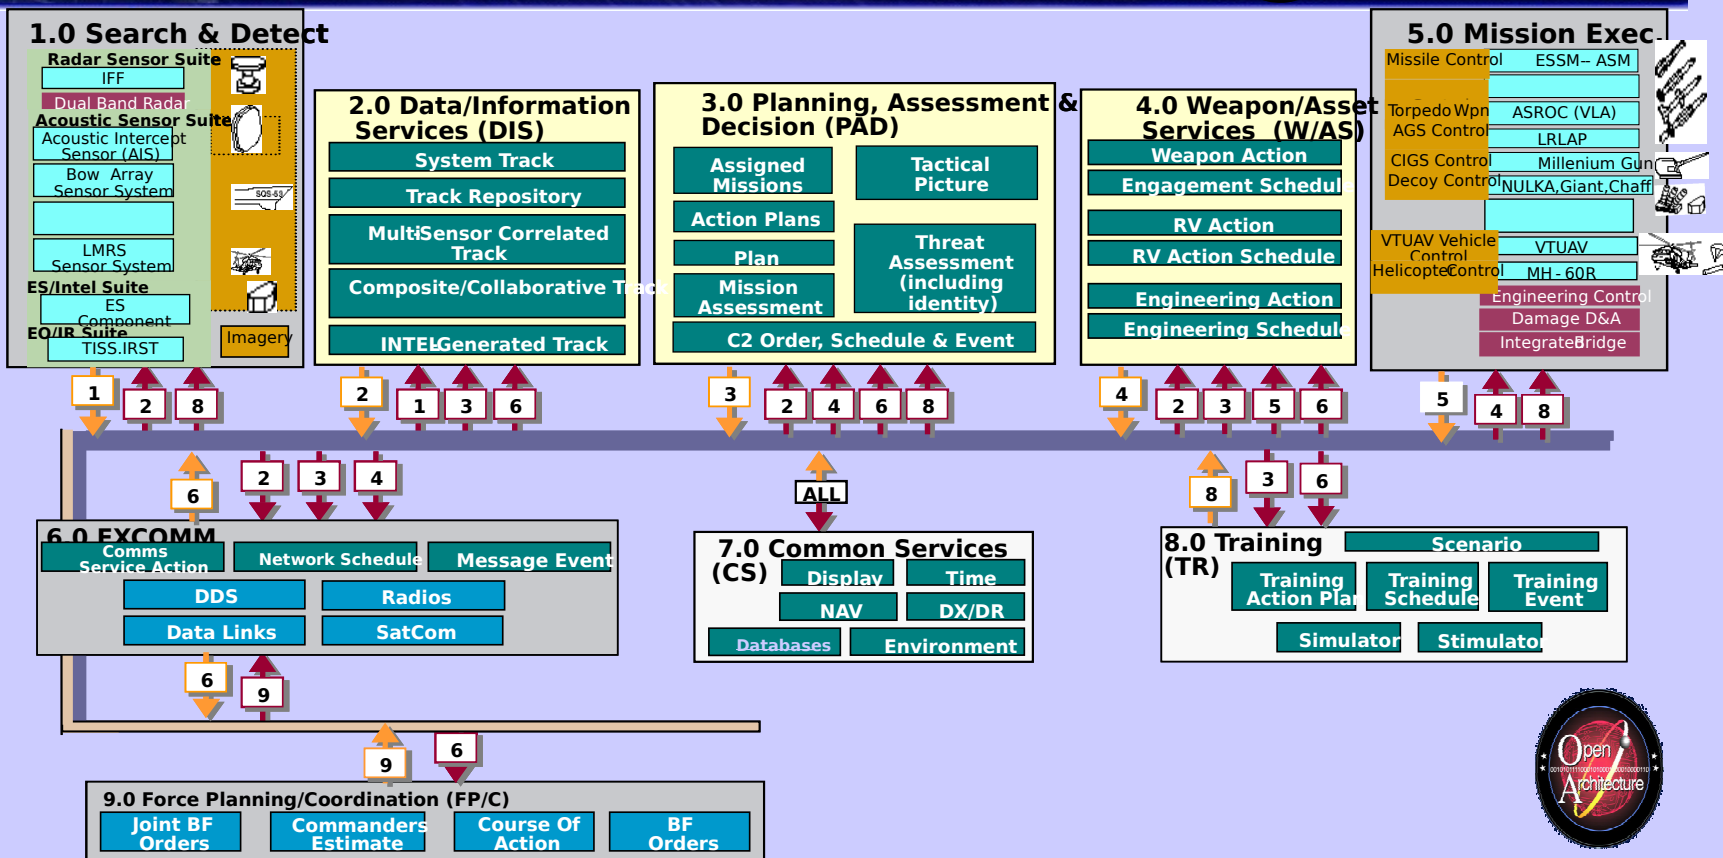 1.0 Search & Detect
Radar Sensor Suite
IFF
Dual Band Radar
Acoustic Sensor Suite
Acoustic Intercept
Sensor (AIS)
Bow Array
Sensor System
LMRS
Sensor System
ES/Intel Suite
ES
Component
EO/IR Suite
TISS.IRST
SQS-53
Imagery
2.0 Data/Information
Services (DIS)
System Track
Track Repository
Multi-Sensor Correlated
Track
Composite/Collaborative Track
INTEL-Generated Track
3.0 Planning, Assessment &
Decision (PAD)
Assigned
Missions
Tactical
Picture
Action Plans
Plan
Threat
Assessment
(including
identity)
Mission
Assessment
C2 Order, Schedule & Event
4.0 Weapon/Asset
Services (W/AS)
Weapon Action
Engagement Schedule
RV Action
RV Action Schedule
Engineering Action
Engineering Schedule
5.0 Mission Exec.
Missile Control
ESSM-- ASM
Torpedo Wpn
ASROC (VLA)
AGS Control
LRLAP
CIGS Control
Millenium Gun
Decoy Control
NULKA,Giant,Chaff
VTUAV Vehicle
Control
VTUAV
Helicopter Control
MH-60R
Engineering Control
Damage D&A
Integrated Bridge
1
2
8
2
1
3
6
3
2
4
6
8
4
2
3
5
6
5
4
8
6
2
3
4
ALL
8
3
6
6.0 EXCOMM
Comms
Service Action
Network Schedule
Message Event
DDS
Radios
Data Links
SatCom
7.0 Common Services
(CS)
Display
Time
NAV
DX/DR
Databases
Environment
8.0 Training
(TR)
Scenario
Training
Action Plan
Training
Schedule
Training
Event
Simulator
Stimulator
6
9
9
6
9.0 Force Planning/Coordination (FP/C)
Joint BF
Orders
Commanders
Estimate
Course Of
Action
BF
Orders
Open
Architecture